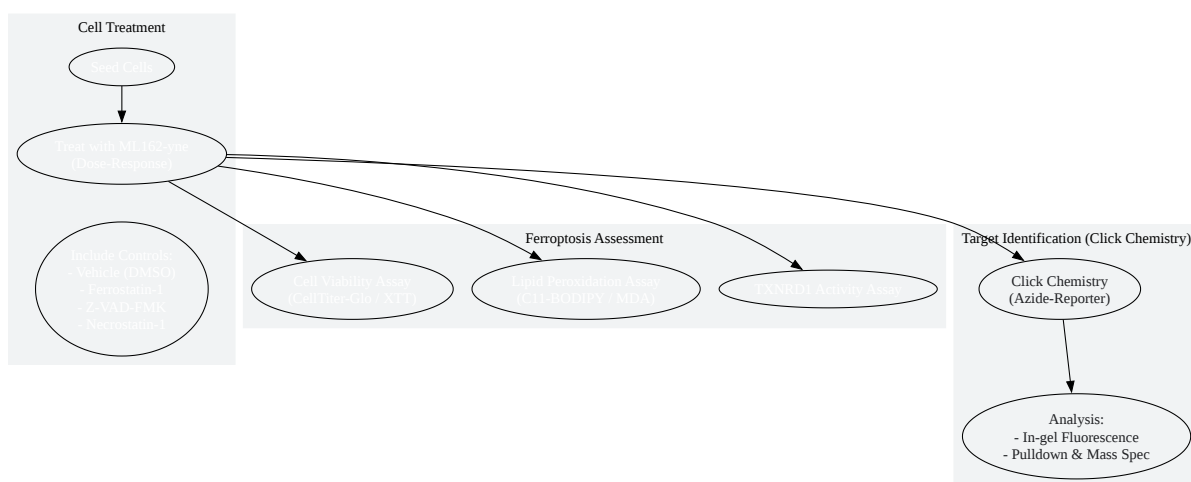 Cell Treatment
Seed Cells
Treat with ML162-yne
(Dose-Response)
Include Controls:
- Vehicle (DMSO)
- Ferrostatin-1
- Z-VAD-FMK
- Necrostatin-1
Ferroptosis Assessment
Cell Viability Assay
(CellTiter-Glo / XTT)
Lipid Peroxidation Assay
(C11-BODIPY / MDA)
TXNRD1 Activity Assay
Target Identification (Click Chemistry)
Click Chemistry
(Azide-Reporter)
Analysis:
- In-gel Fluorescence
- Pulldown & Mass Spec